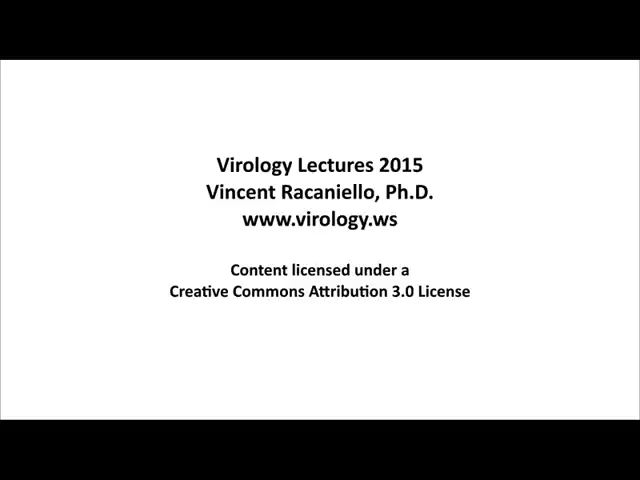 Virology Lectures 2015
Vincent Racaniello, Ph.D.
www.virology.ws
Content licensed under a
Creative Commons Attribution 3.0 License